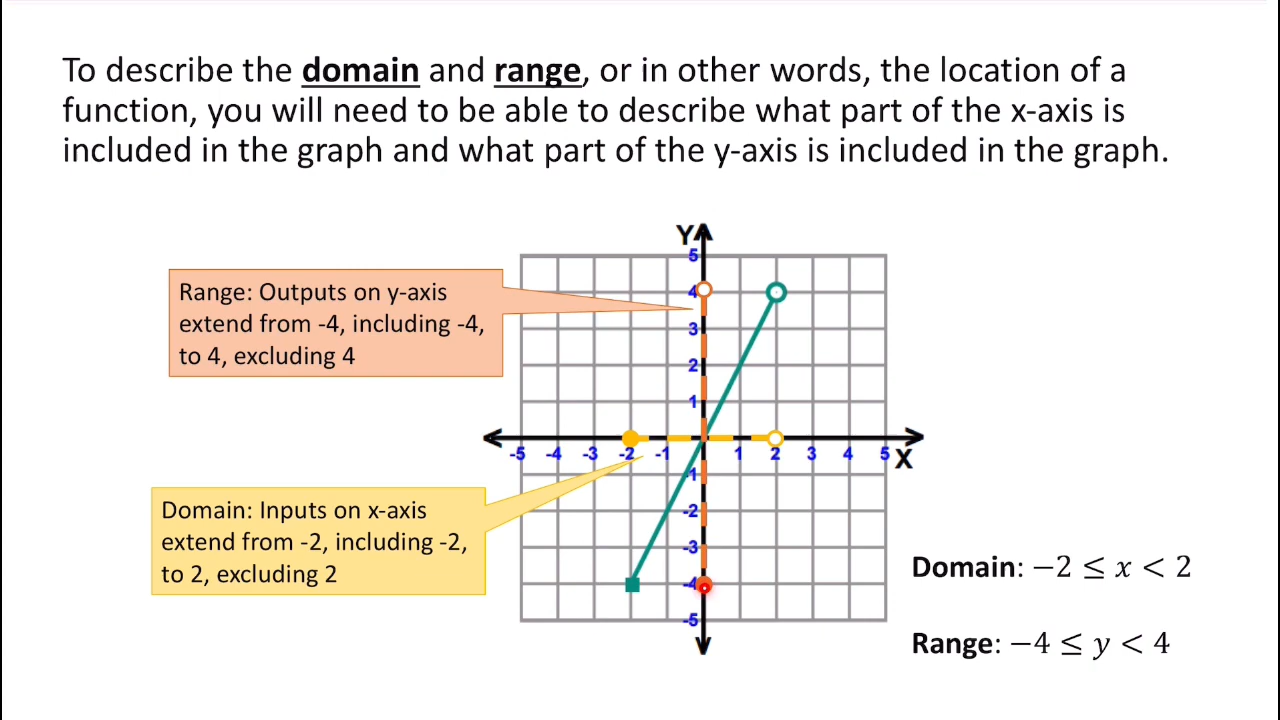 To describe the domain and range, or in other words, the location of a
function, you will need to be able to describe what part of the x-axis is
included in the graph and what part of the y-axis is included in the graph.
Range: Outputs on y-axis
extend from -4, including -4,
to 4, excluding 4
Y
5
4
3
2
1
-5 -4 -3 -2 -1 1 2 3 4 5 X
-1
-2
-3
-4
-5
Domain: Inputs on x-axis
extend from -2, including -2,
to 2, excluding 2
Domain: −2 ≤ x < 2
Range: −4 ≤ y < 4